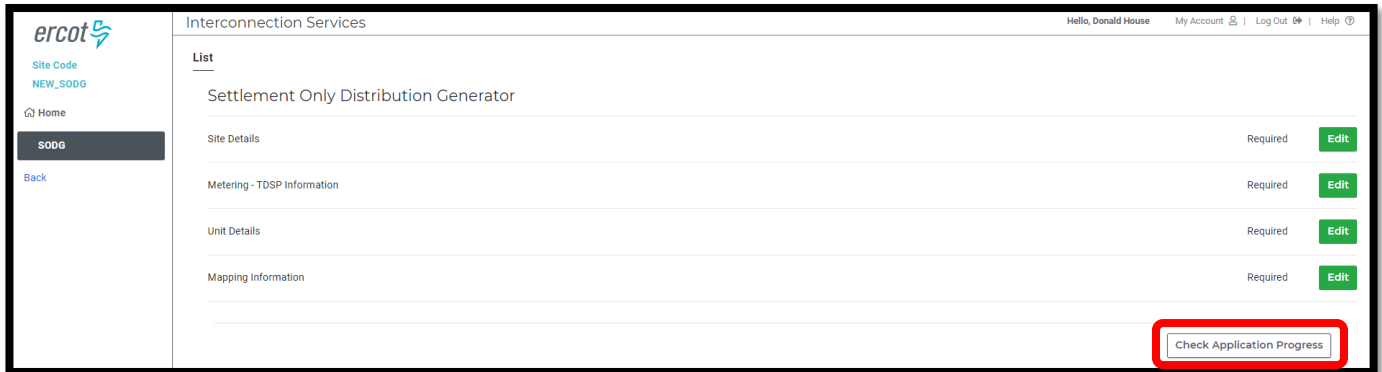 ercot
Interconnection Services
Hello, Donald House My Account | Log Out | Help
Site Code
NEW_SODG
Home
SODG
Back
List
Settlement Only Distribution Generator
Site Details Required Edit
Metering - TDSP Information Required Edit
Unit Details Required Edit
Mapping Information Required Edit
Check Application Progress